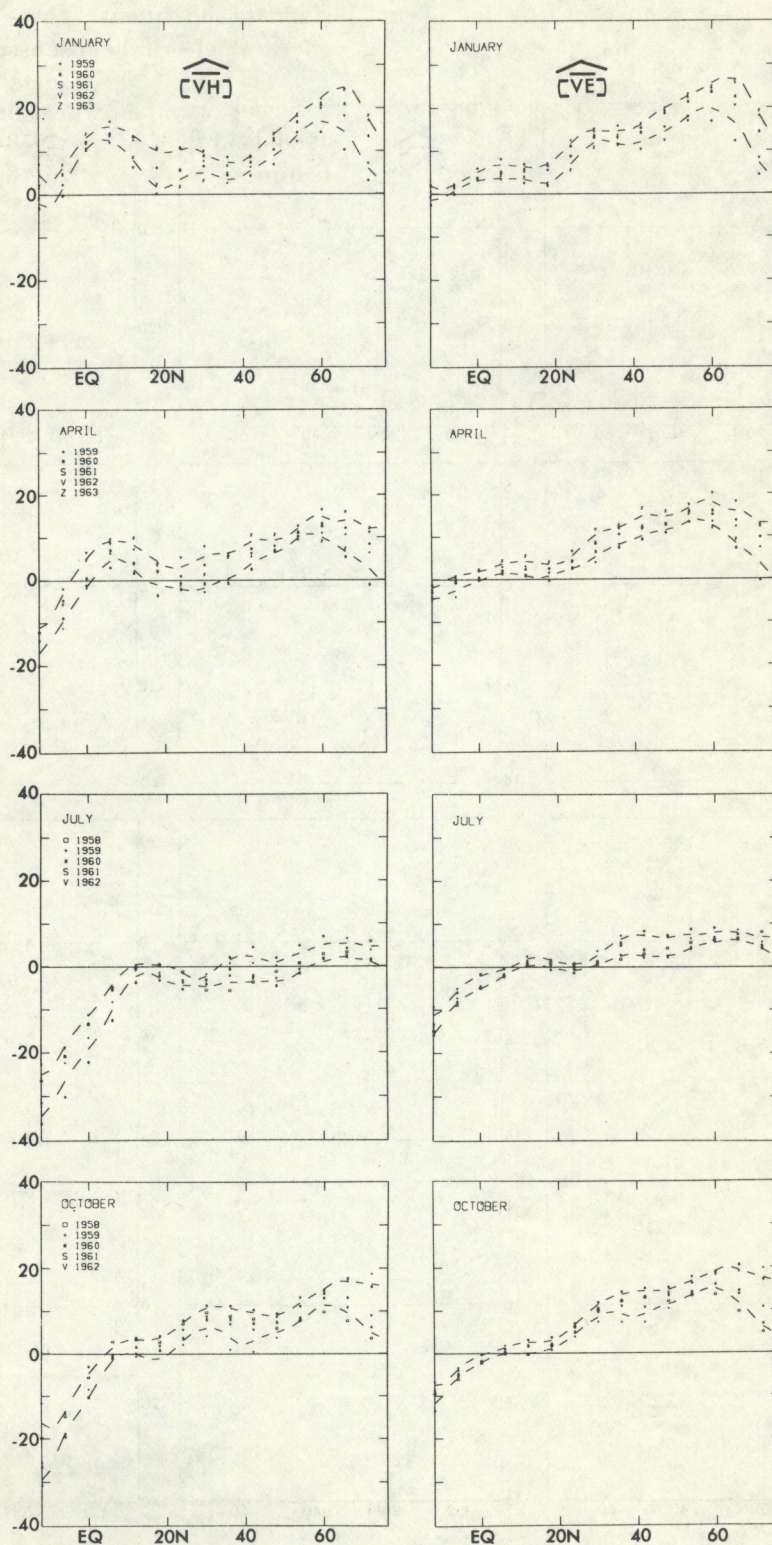 40
20
0
-20
-40
JANUARY
· 1959
* 1960
S 1961
V 1962
Z 1963
[VH]
EQ 20N 40 60
JANUARY
[VE]
EQ 20N 40 60
40
20
0
-20
-40
APRIL
· 1959
* 1960
S 1961
V 1962
Z 1963
APRIL
40
20
0
-20
-40
JULY
□ 1958
· 1959
* 1960
S 1961
V 1962
JULY
40
20
0
-20
-40
OCTOBER
□ 1958
· 1959
* 1960
S 1961
V 1962
EQ 20N 40 60
OCTOBER
EQ 20N 40 60